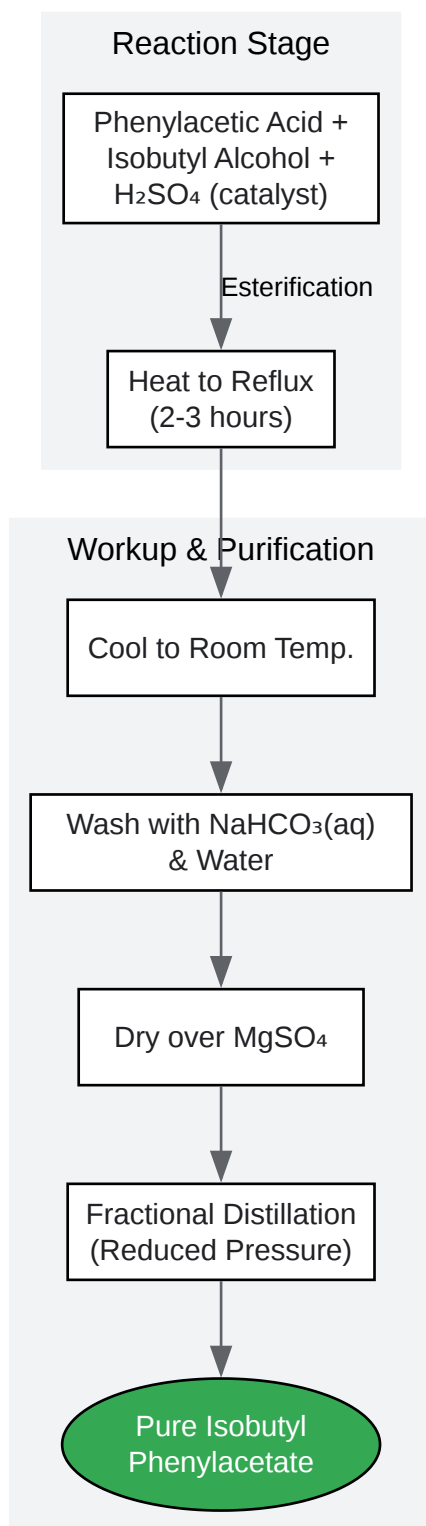 Reaction Stage
Phenylacetic Acid +
Isobutyl Alcohol +
H₂SO₄ (catalyst)
Esterification
Heat to Reflux
(2-3 hours)
Workup & Purification
Cool to Room Temp.
Wash with NaHCO₃(aq)
& Water
Dry over MgSO₄
Fractional Distillation
(Reduced Pressure)
Pure Isobutyl
Phenylacetate